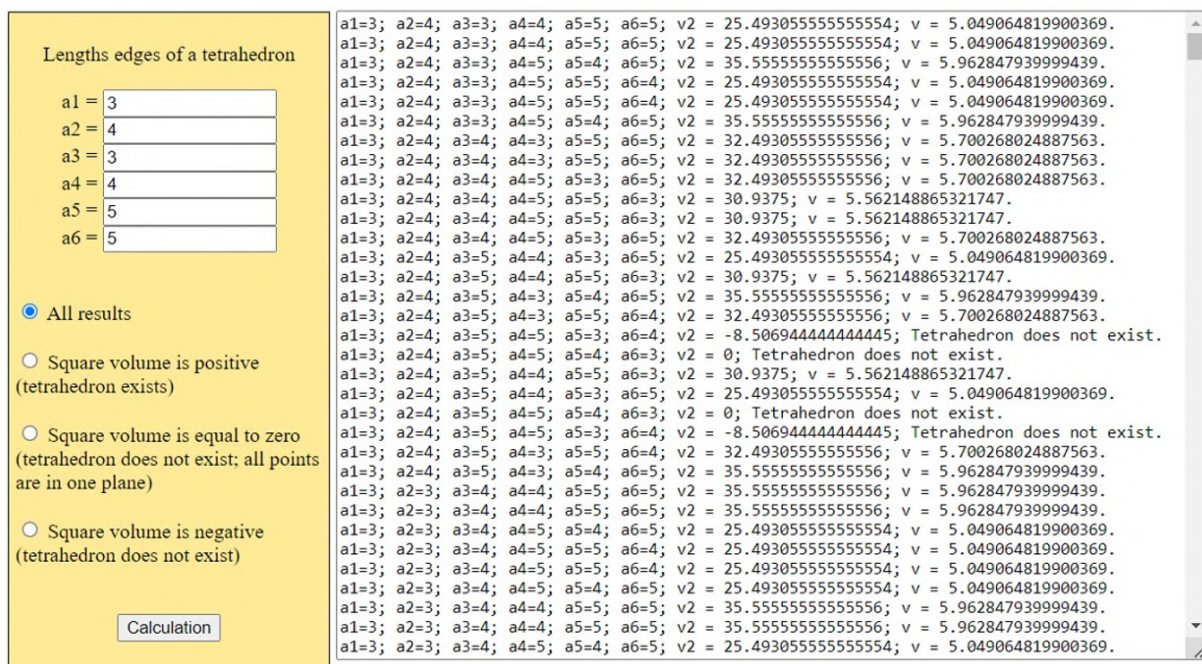 Lengths edges of a tetrahedron
a1 = 3
a2 = 4
a3 = 3
a4 = 4
a5 = 5
a6 = 5
All results
Square volume is positive
(tetrahedron exists)
Square volume is equal to zero
(tetrahedron does not exist; all points
are in one plane)
Square volume is negative
(tetrahedron does not exist)
Calculation
a1=3; a2=4; a3=3; a4=4; a5=5; a6=5; v2 = 25.493055555555554; v = 5.049064819900369.
a1=3; a2=4; a3=3; a4=4; a5=5; a6=5; v2 = 25.493055555555554; v = 5.049064819900369.
a1=3; a2=4; a3=3; a4=5; a5=4; a6=5; v2 = 35.55555555555556; v = 5.962847939999439.
a1=3; a2=4; a3=3; a4=5; a5=5; a6=4; v2 = 25.493055555555554; v = 5.049064819900369.
a1=3; a2=4; a3=3; a4=5; a5=5; a6=4; v2 = 25.493055555555554; v = 5.049064819900369.
a1=3; a2=4; a3=3; a4=5; a5=4; a6=5; v2 = 35.55555555555556; v = 5.962847939999439.
a1=3; a2=4; a3=4; a4=3; a5=5; a6=5; v2 = 32.49305555555556; v = 5.700268024887563.
a1=3; a2=4; a3=4; a4=3; a5=5; a6=5; v2 = 32.49305555555556; v = 5.700268024887563.
a1=3; a2=4; a3=4; a4=5; a5=3; a6=5; v2 = 32.49305555555556; v = 5.700268024887563.
a1=3; a2=4; a3=4; a4=5; a5=5; a6=3; v2 = 30.9375; v = 5.562148865321747.
a1=3; a2=4; a3=4; a4=5; a5=5; a6=3; v2 = 30.9375; v = 5.562148865321747.
a1=3; a2=4; a3=4; a4=5; a5=3; a6=5; v2 = 32.49305555555556; v = 5.700268024887563.
a1=3; a2=4; a3=5; a4=4; a5=3; a6=5; v2 = 25.493055555555554; v = 5.049064819900369.
a1=3; a2=4; a3=5; a4=4; a5=5; a6=3; v2 = 30.9375; v = 5.562148865321747.
a1=3; a2=4; a3=5; a4=3; a5=4; a6=5; v2 = 35.55555555555556; v = 5.962847939999439.
a1=3; a2=4; a3=5; a4=3; a5=5; a6=4; v2 = 32.49305555555556; v = 5.700268024887563.
a1=3; a2=4; a3=5; a4=5; a5=3; a6=4; v2 = -8.506944444444445; Tetrahedron does not exist.
a1=3; a2=4; a3=5; a4=5; a5=4; a6=3; v2 = 0; Tetrahedron does not exist.
a1=3; a2=4; a3=5; a4=4; a5=5; a6=3; v2 = 30.9375; v = 5.562148865321747.
a1=3; a2=4; a3=5; a4=4; a5=3; a6=5; v2 = 25.493055555555554; v = 5.049064819900369.
a1=3; a2=4; a3=5; a4=5; a5=4; a6=3; v2 = 0; Tetrahedron does not exist.
a1=3; a2=4; a3=5; a4=5; a5=3; a6=4; v2 = -8.506944444444445; Tetrahedron does not exist.
a1=3; a2=4; a3=5; a4=3; a5=5; a6=4; v2 = 32.49305555555556; v = 5.700268024887563.
a1=3; a2=4; a3=5; a4=3; a5=4; a6=5; v2 = 35.55555555555556; v = 5.962847939999439.
a1=3; a2=3; a3=4; a4=4; a5=5; a6=5; v2 = 35.55555555555556; v = 5.962847939999439.
a1=3; a2=3; a3=4; a4=4; a5=5; a6=5; v2 = 35.55555555555556; v = 5.962847939999439.
a1=3; a2=3; a3=4; a4=5; a5=4; a6=5; v2 = 25.493055555555554; v = 5.049064819900369.
a1=3; a2=3; a3=4; a4=5; a5=5; a6=4; v2 = 25.493055555555554; v = 5.049064819900369.
a1=3; a2=3; a3=4; a4=5; a5=5; a6=4; v2 = 25.493055555555554; v = 5.049064819900369.
a1=3; a2=3; a3=4; a4=5; a5=4; a6=5; v2 = 25.493055555555554; v = 5.049064819900369.
a1=3; a2=3; a3=4; a4=4; a5=5; a6=5; v2 = 35.55555555555556; v = 5.962847939999439.
a1=3; a2=3; a3=4; a4=4; a5=5; a6=5; v2 = 35.55555555555556; v = 5.962847939999439.
a1=3; a2=3; a3=4; a4=5; a5=4; a6=5; v2 = 25.493055555555554; v = 5.049064819900369.